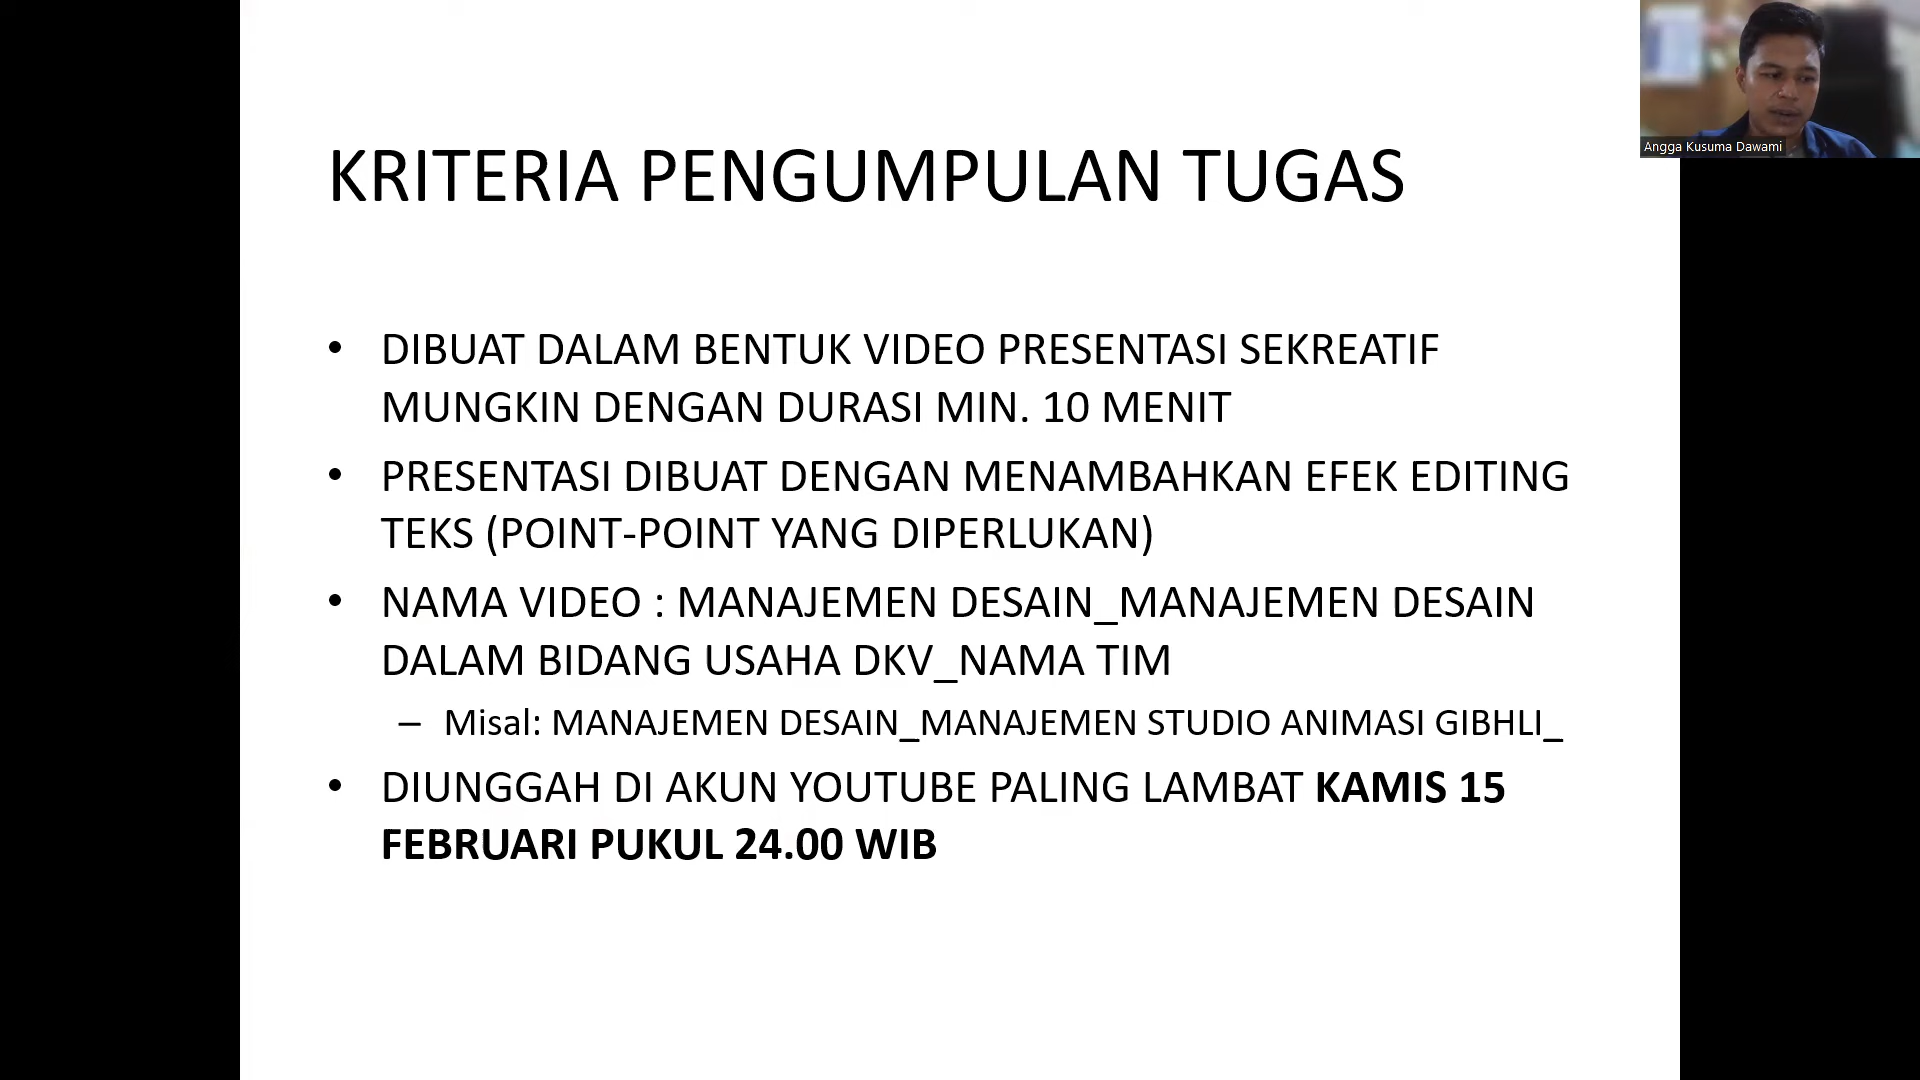 KRITERIA PENGUMPULAN TUGAS
Angga Kusuma Dawami
• DIBUAT DALAM BENTUK VIDEO PRESENTASI SEKREATIF
MUNGKIN DENGAN DURASI MIN. 10 MENIT
• PRESENTASI DIBUAT DENGAN MENAMBAHKAN EFEK EDITING
TEKS (POINT-POINT YANG DIPERLUKAN)
• NAMA VIDEO : MANAJEMEN DESAIN_MANAJEMEN DESAIN
DALAM BIDANG USAHA DKV_NAMA TIM
– Misal: MANAJEMEN DESAIN_MANAJEMEN STUDIO ANIMASI GIBHLI_
• DIUNGGAH DI AKUN YOUTUBE PALING LAMBAT KAMIS 15
FEBRUARI PUKUL 24.00 WIB